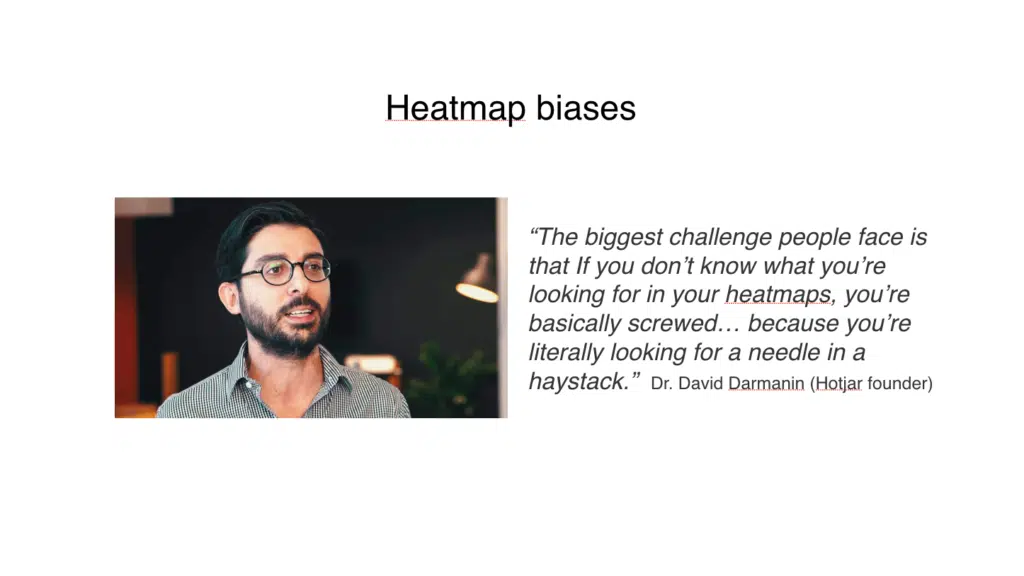 Heatmap biases
“The biggest challenge people face is
that If you don’t know what you’re
looking for in your heatmaps, you’re
basically screwed… because you’re
literally looking for a needle in a
haystack.” Dr. David Darmanin (Hotjar founder)